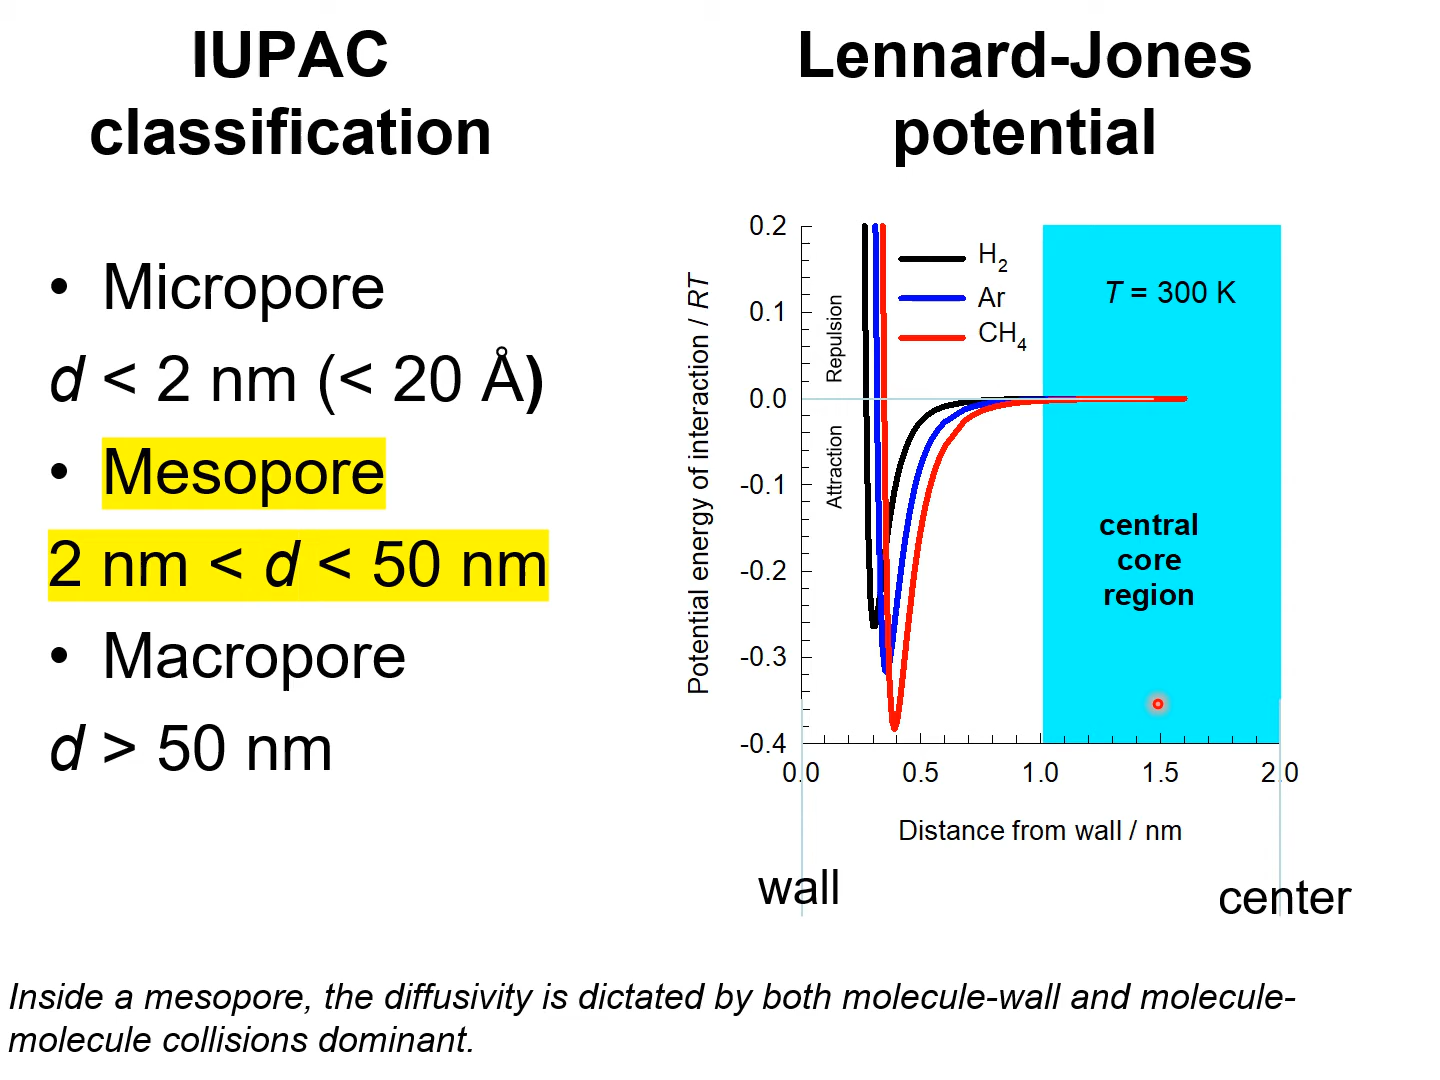 IUPAC
classification
• Micropore
d < 2 nm (< 20 Å)
• Mesopore
2 nm < d < 50 nm
• Macropore
d > 50 nm
Lennard-Jones
potential
Potential energy of interaction / RT
0.2
0.1
0.0
-0.1
-0.2
-0.3
-0.4
Repulsion
Attraction
H2
Ar
CH4
T = 300 K
central
core
region
0.0 0.5 1.0 1.5 2.0
Distance from wall / nm
wall
center
Inside a mesopore, the diffusivity is dictated by both molecule-wall and molecule-
molecule collisions dominant.